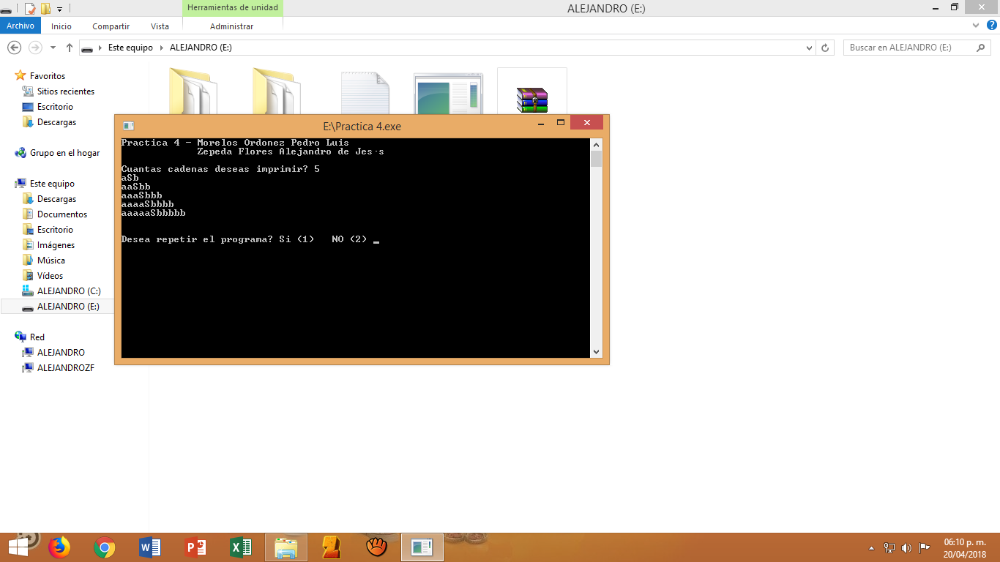 Herramientas de unidad
ALEJANDRO (E:)
Archivo
Inicio
Compartir
Vista
Administrar
Este equipo
ALEJANDRO (E:)
Buscar en ALEJANDRO (E:)
Favoritos
Sitios recientes
Escritorio
Descargas
Grupo en el hogar
Este equipo
Descargas
Documentos
Escritorio
Imágenes
Música
Vídeos
ALEJANDRO (C:)
ALEJANDRO (E:)
Red
ALEJANDRO
ALEJANDROZF
E:\Practica 4.exe
Practica 4 - Morelos Ordonez Pedro Luis
Zepeda Flores Alejandro de Jes·s
Cuantas cadenas deseas imprimir? 5
aSb
aaSbb
aaaSbbb
aaaaSbbbb
aaaaaSbbbbb
Desea repetir el programa? Si (1) NO (2) _
06:10 p. m.
20/04/2018